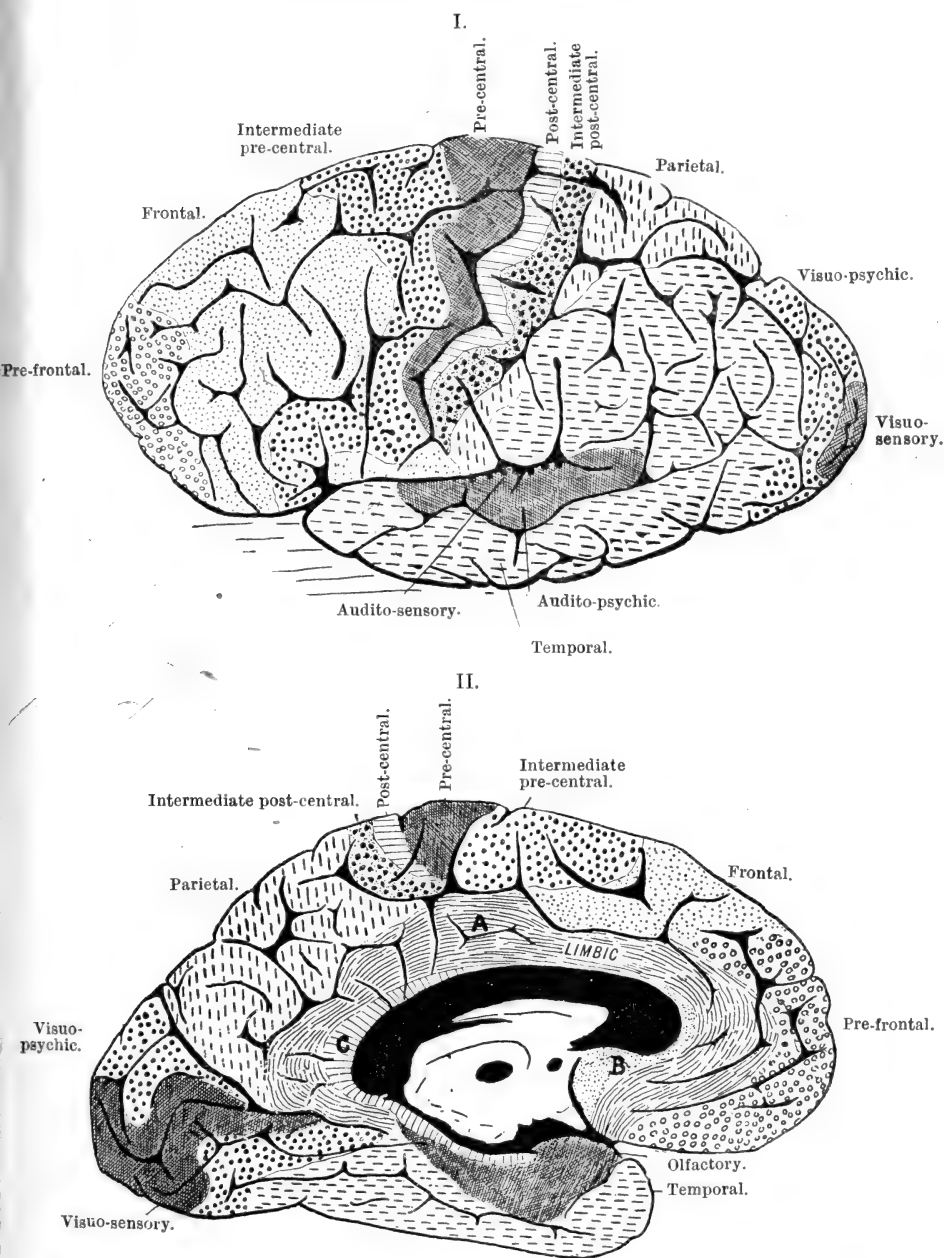 I.
Pre-central.
Post-central.
Intermediate
post-central.
Intermediate
pre-central.
Parietal.
Frontal.
Visuo-psychic.
Pre-frontal.
Visuo-
sensory.
Audito-sensory.
Audito-psychic.
Temporal.
II.
Post-central.
Pre-central.
Intermediate
pre-central.
Intermediate post-central.
Parietal.
Frontal.
A
LIMBIC
Visuo-
psychic.
Pre-frontal.
C
B
Olfactory.
Temporal.
Visuo-sensory.